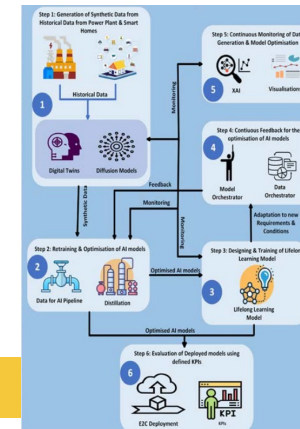 Step 1: Generation of Synthetic Data from
Historical Data from Power Plant & Smart
Homes
1
Historical Data
Digital Twins
Diffusion Models
Step 5: Continuous Monitoring of Data
Generation & Model Optimisation
5
XAI
Visualisations
Monitoring
Step 4: Contiuous Feedback for the
optimisation of AI models
4
Model
Orchestrator
Data
Orchestrator
Synthetic Data
Feedback
Monitoring
Monitoring
Adaptation to new
Requirements &
Conditions
Step 2: Retraining & Optimisation of AI models
2
Data for AI Pipeline
Distillation
Optimised AI models
Step 3: Designing & Training of Lifelong
Learning Model
3
Lifelong Learning
Model
Optimised AI models
Step 6: Evaluation of Deployed models using
defined KPIs
6
E2C Deployment
KPI
KPIs